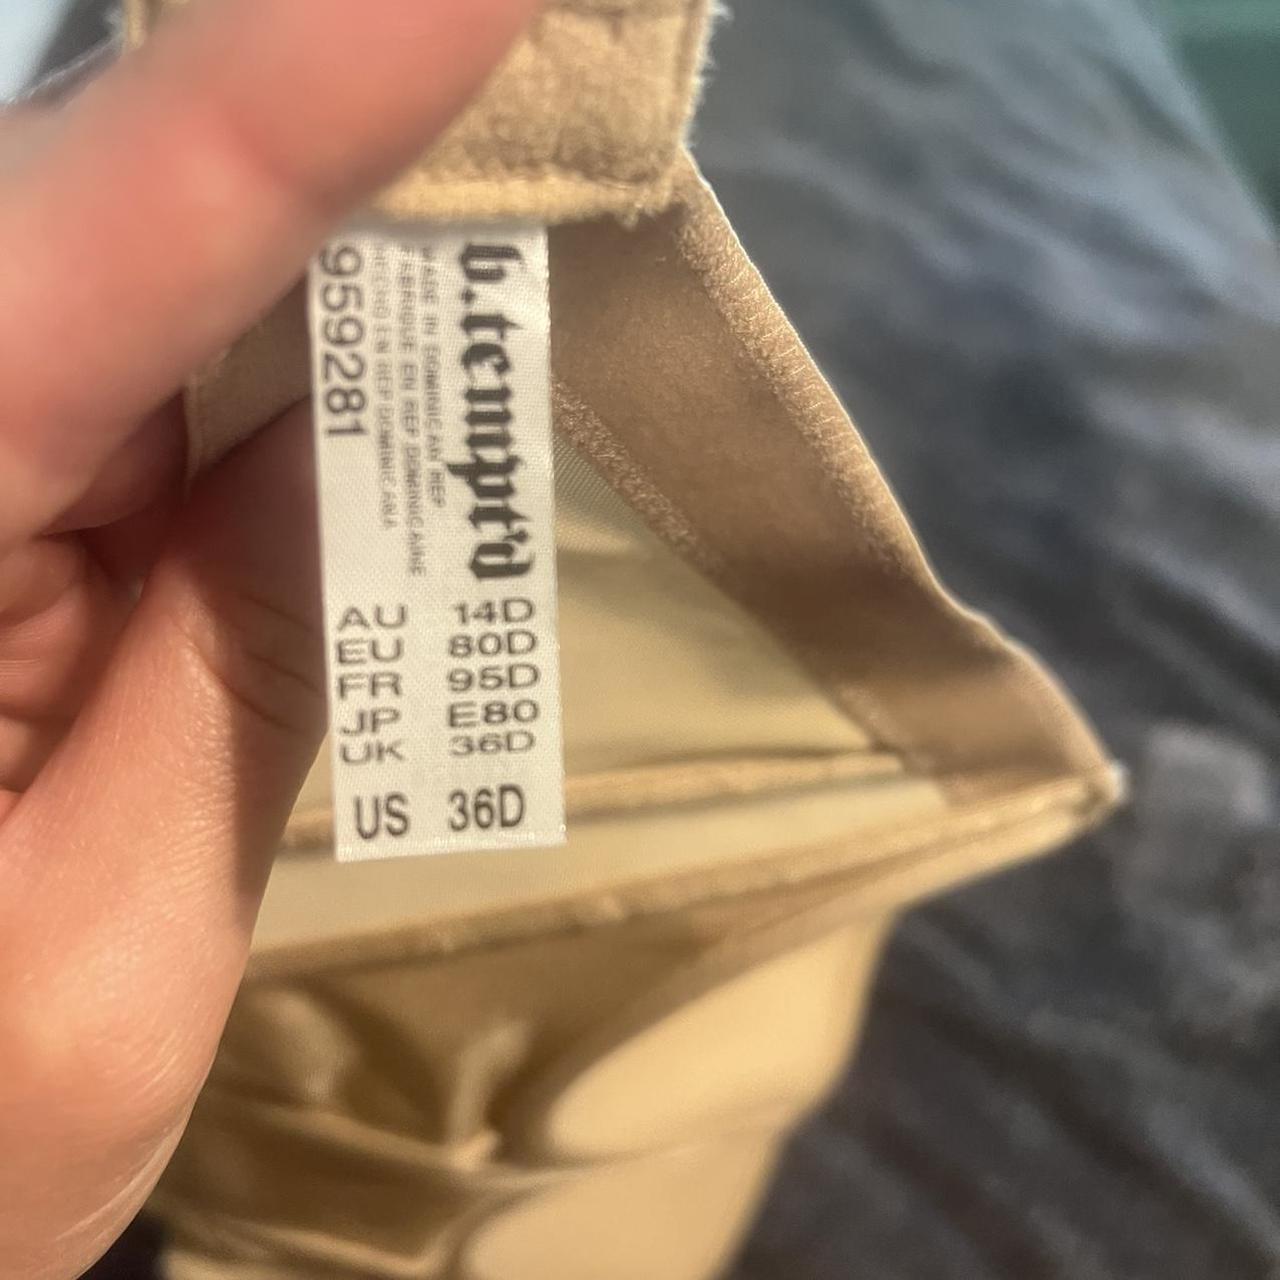 b.tempt'd
MADE IN DOMINICAN REP
FABRIQUE EN REP DOMINICAINE
HECHO EN REP DOMINICANA
959281
AU 14D
EU 80D
FR 95D
JP E80
UK 36D
US 36D